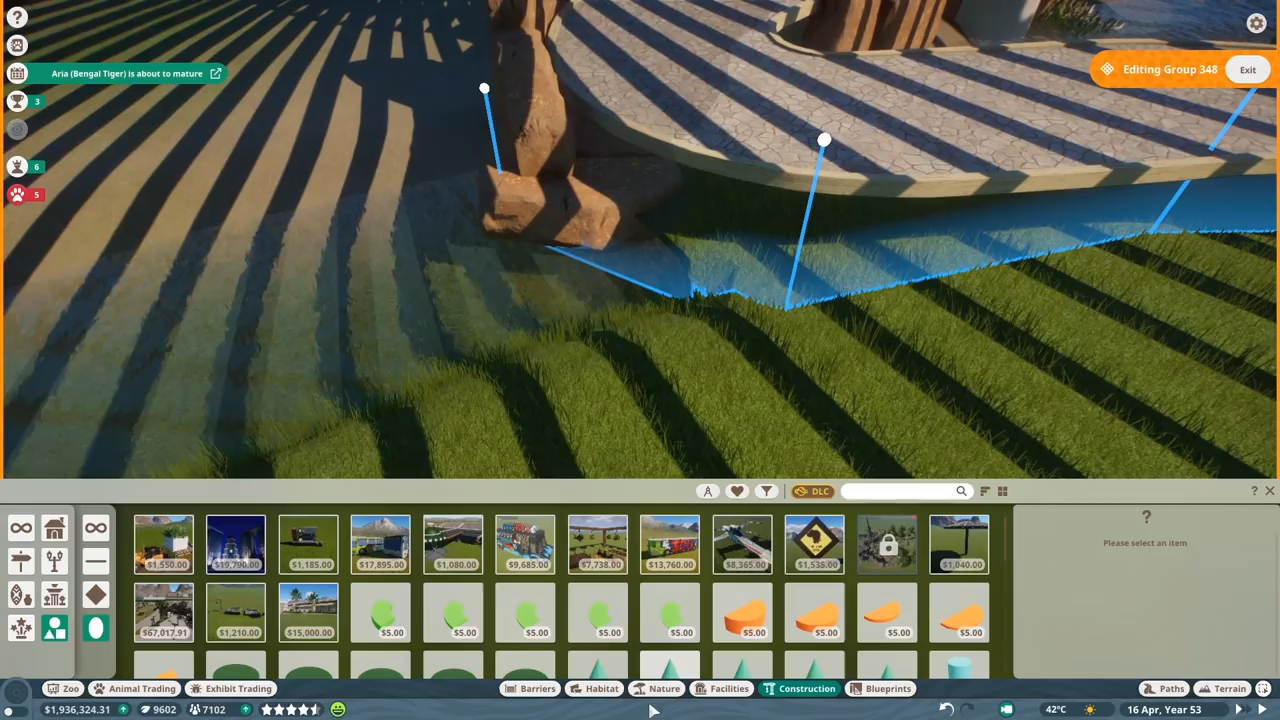 ?
Aria (Bengal Tiger) is about to mature
3
6
5
Editing Group 348
Exit
DLC
?
$1,550.00
$19,790.00
$1,185.00
$17,895.00
$1,080.00
$9,685.00
$7,738.00
$13,760.00
$8,365.00
$1,535.00
$1,040.00
$67,017.91
$1,210.00
$15,000.00
$5.00
$5.00
$5.00
$5.00
$5.00
$5.00
$5.00
$5.00
$5.00
?
Please select an item
Zoo
Animal Trading
Exhibit Trading
Barriers
Habitat
Nature
Facilities
Construction
Blueprints
Paths
Terrain
$1,936,324.31
9602
7102
42°C
16 Apr, Year 53